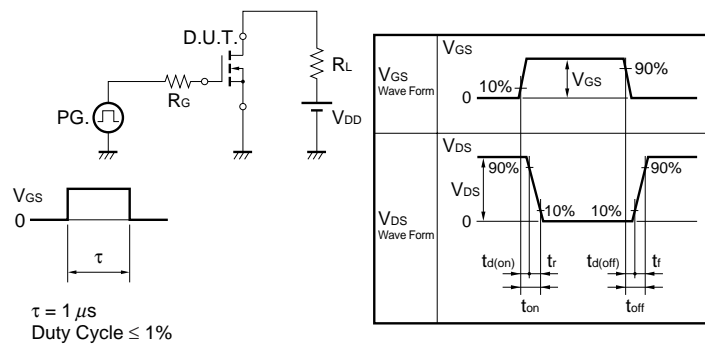 D.U.T.
RG
RL
PG.
VDD
VGS
0
τ
τ = 1 μs
Duty Cycle ≤ 1%
VGS
Wave Form
VGS
10%
0
VGS
90%
VDS
Wave Form
VDS
90%
VDS
0
10%
10%
90%
td(on)
tr
td(off)
tf
ton
toff